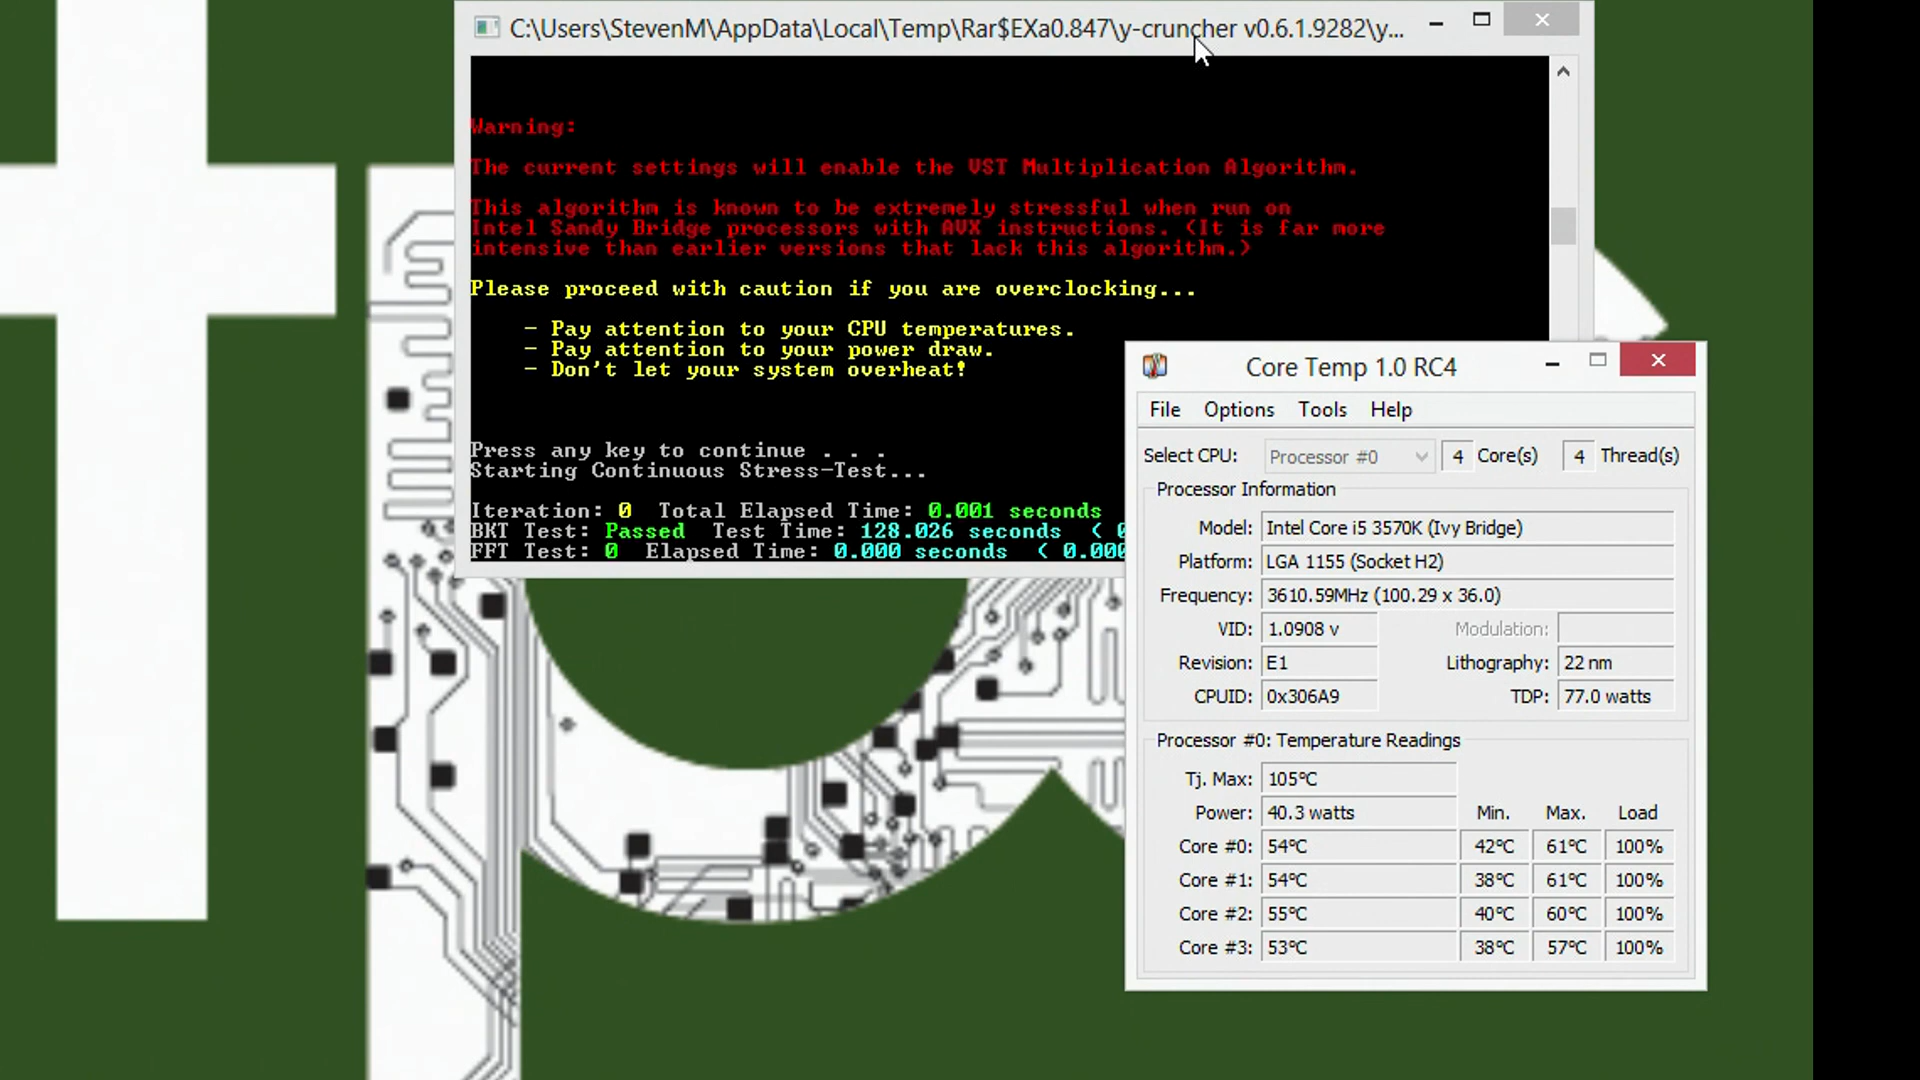 C:\Users\StevenM\AppData\Local\Temp\Rar$EXa0.847\y-cruncher v0.6.1.9282\y...
Warning:
The current settings will enable the VST Multiplication Algorithm.
This algorithm is known to be extremely stressful when run on
Intel Sandy Bridge processors with AVX instructions. (It is far more
intensive than earlier versions that lack this algorithm.)
Please proceed with caution if you are overclocking...
- Pay attention to your CPU temperatures.
- Pay attention to your power draw.
- Don't let your system overheat!
Press any key to continue . . .
Starting Continuous Stress-Test...
Iteration: 0 Total Elapsed Time: 0.001 seconds
BKT Test: Passed Test Time: 128.026 seconds (
FFT Test: 0 Elapsed Time: 0.000 seconds ( 0.000
Core Temp 1.0 RC4
File Options Tools Help
Select CPU: Processor #0 4 Core(s) 4 Thread(s)
Processor Information
Model: Intel Core i5 3570K (Ivy Bridge)
Platform: LGA 1155 (Socket H2)
Frequency: 3610.59MHz (100.29 x 36.0)
VID: 1.0908 v Modulation:
Revision: E1 Lithography: 22 nm
CPUID: 0x306A9 TDP: 77.0 watts
Processor #0: Temperature Readings
Tj. Max: 105°C
Power: 40.3 watts Min. Max. Load
Core #0: 54°C 42°C 61°C 100%
Core #1: 54°C 38°C 61°C 100%
Core #2: 55°C 40°C 60°C 100%
Core #3: 53°C 38°C 57°C 100%